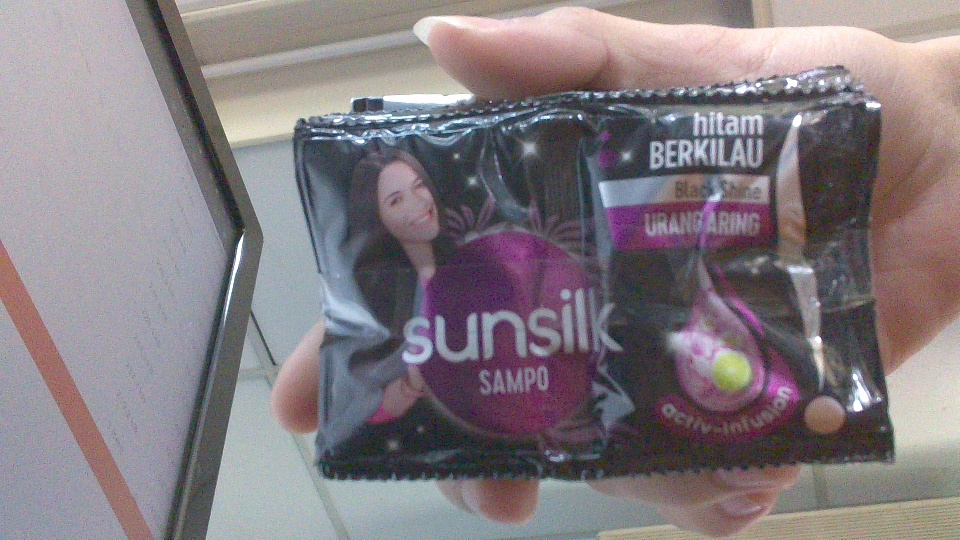 sunsilk
SAMPO
hitam
BERKILAU
Black Shine
URANG ARING
activ-infusion